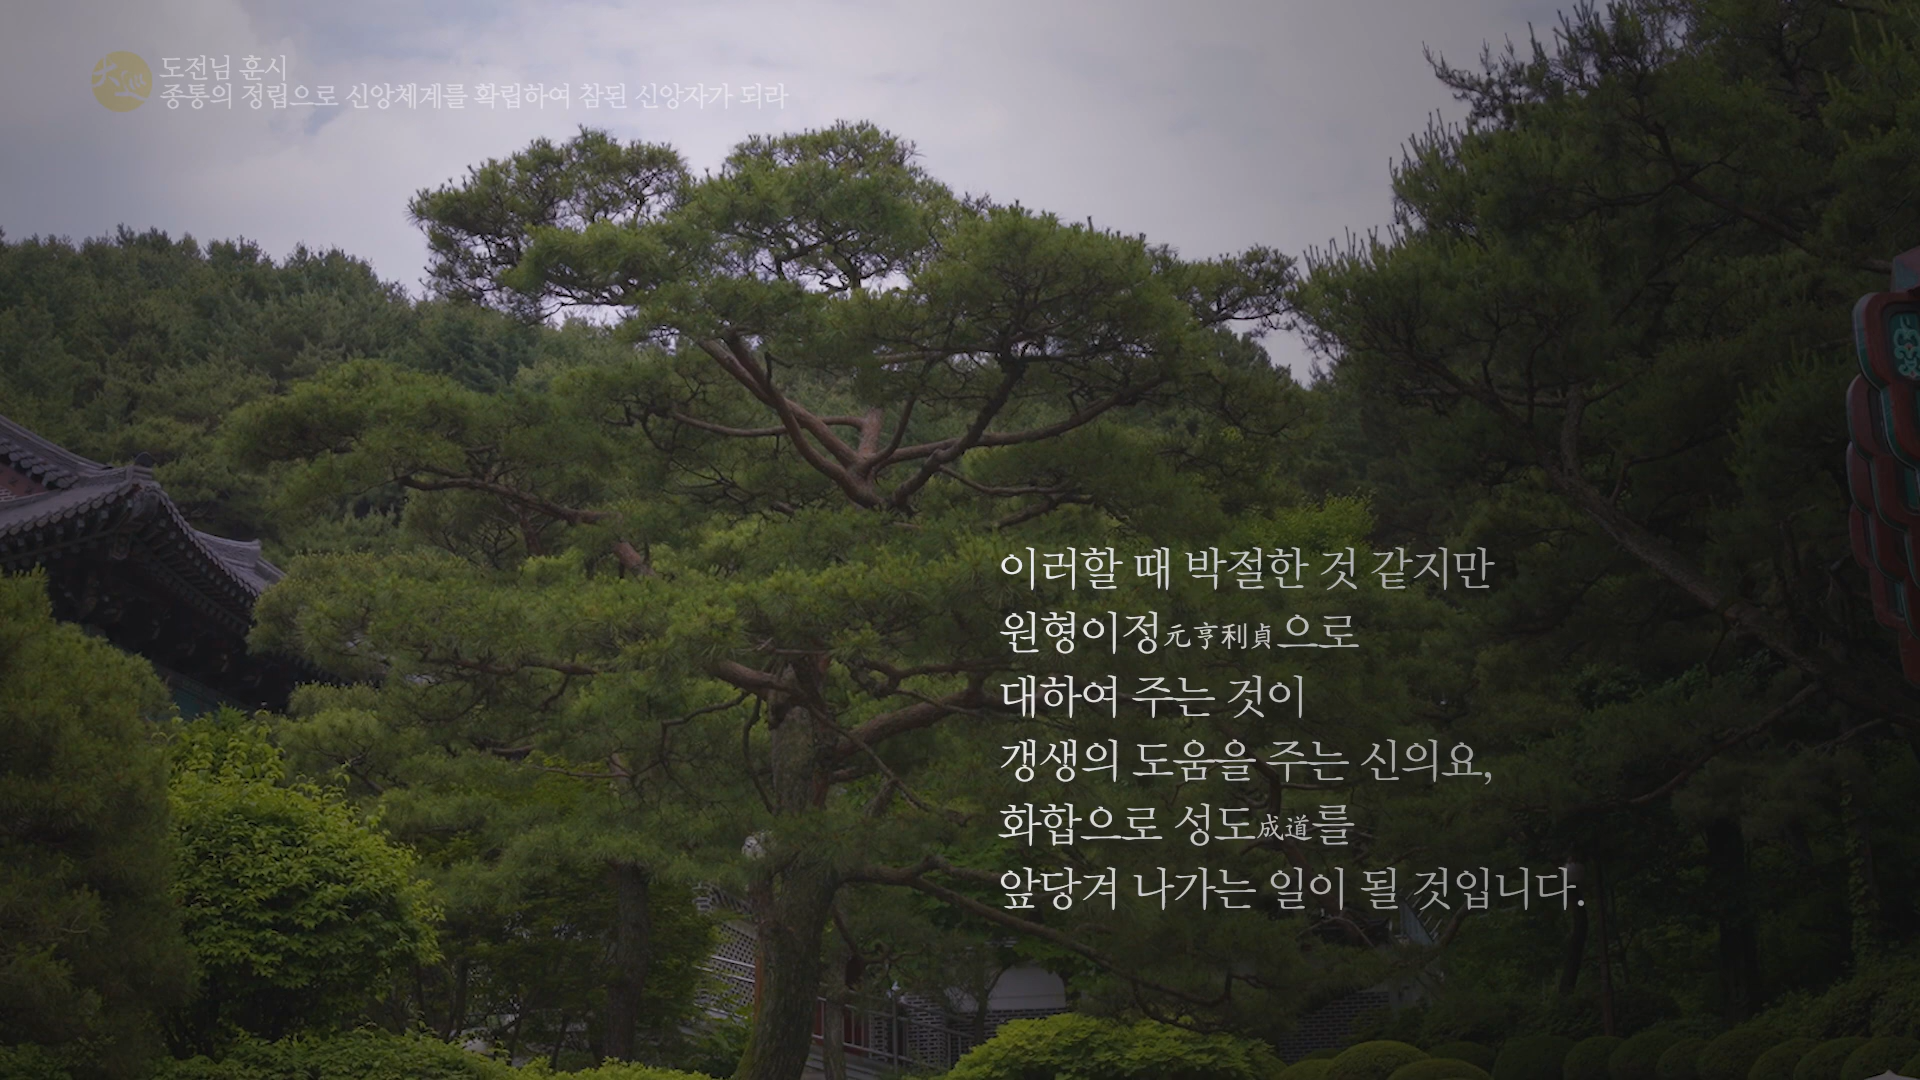 도전님 훈시
종통의 정립으로 신앙체계를 확립하여 참된 신앙자가 되라
이러할 때 박절한 것 같지만
원형이정元亨利貞으로
대하여 주는 것이
갱생의 도움을 주는 신의요,
화합으로 성도成道를
앞당겨 나가는 일이 될 것입니다.